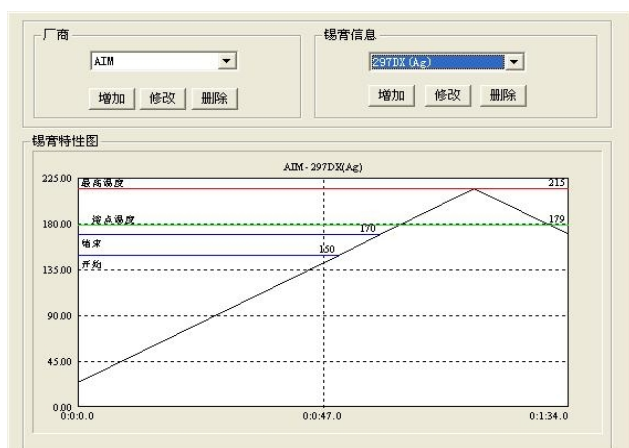 厂商
AIM
增加 修改 删除
锡膏信息
297DX(Ag)
增加 修改 删除
锡膏特性图
AIM-297DX(Ag)
225.00
最高温度
215
180.00
溶点温度
179
170
结束
150
开始
135.00
90.00
45.00
0.00
0:0:0.0 0:0:47.0 0:1:34.0